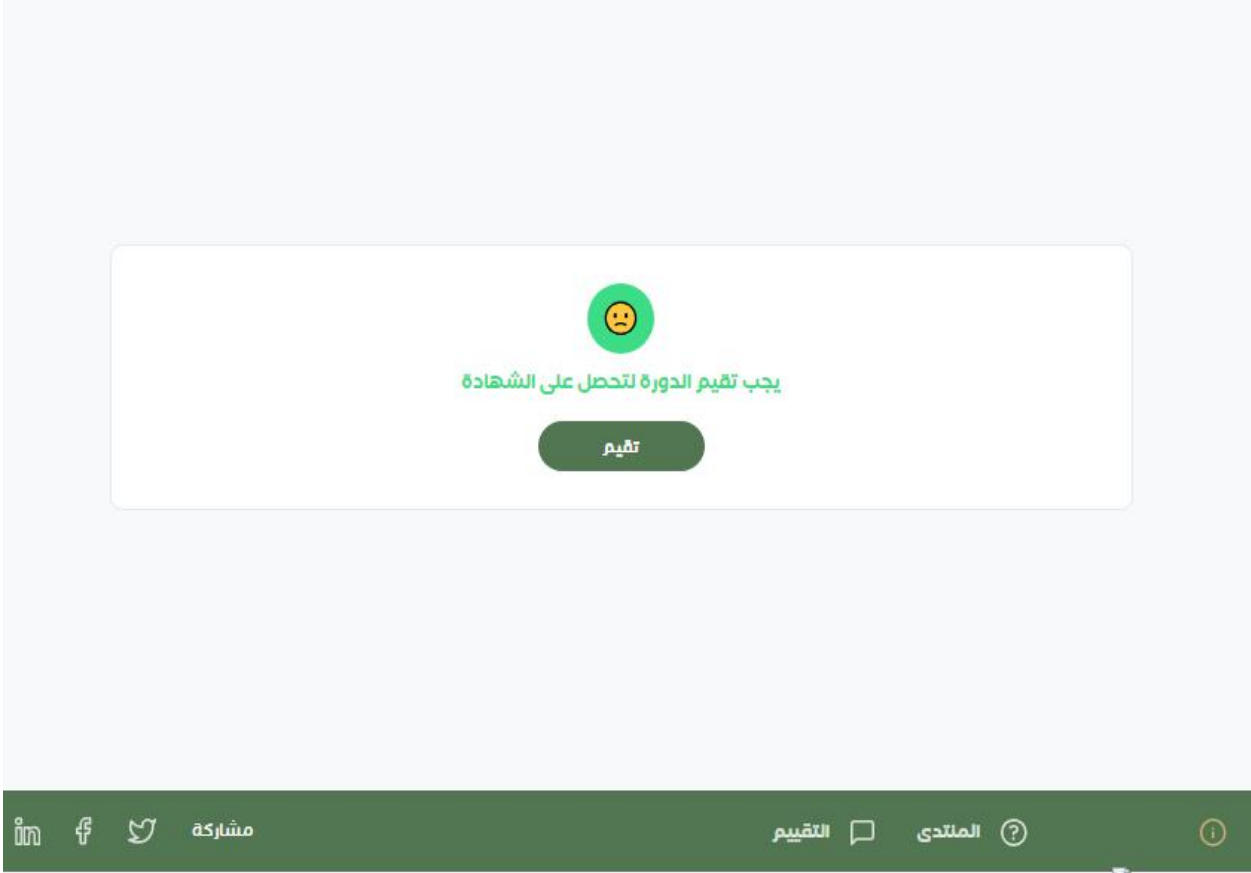 يجب تقيم الدورة لتحصل على الشهادة
تقيم
المنتدى
التقييم
مشاركة